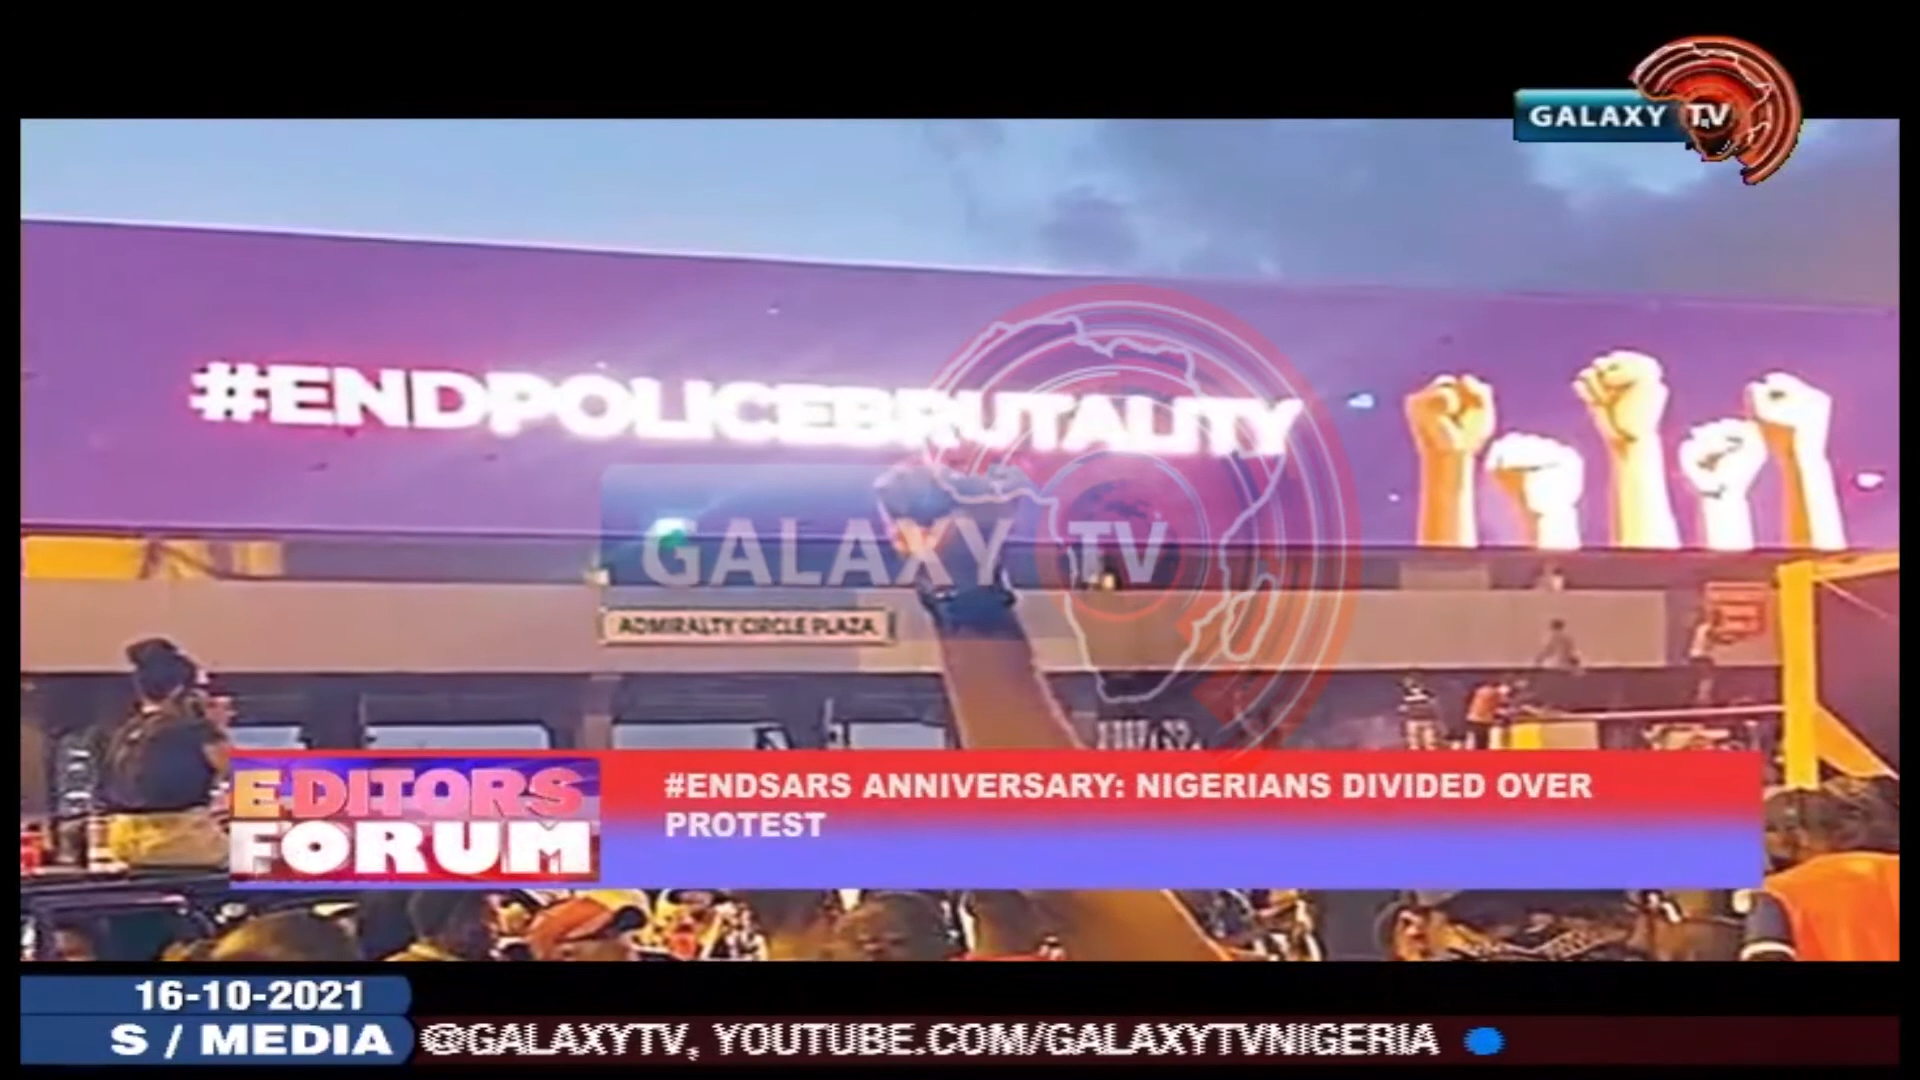 GALAXY TV
#ENDPOLICEBRUTALITY
GALAXY TV
ADMIRALTY CIRCLE PLAZA
EDITORS
FORUM
#ENDSARS ANNIVERSARY: NIGERIANS DIVIDED OVER
PROTEST
16-10-2021
S / MEDIA
@GALAXYTV, YOUTUBE.COM/GALAXYTVNIGERIA